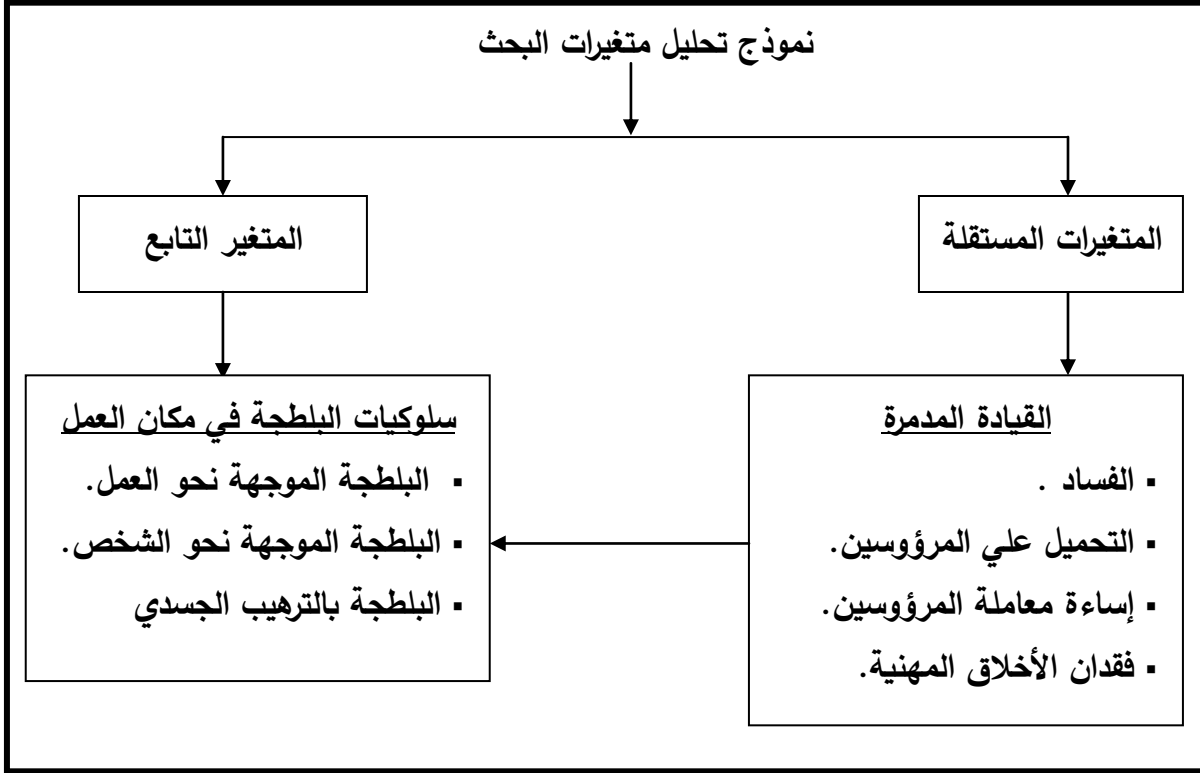 نموذج تحليل متغيرات البحث
المتغيرات المستقلة
المتغير التابع
القيادة المدمرة
▪ الفساد .
▪ التحميل علي المرؤوسين.
▪ إساءة معاملة المرؤوسين.
▪ فقدان الأخلاق المهنية.
سلوكيات البلطجة في مكان العمل
▪ البلطجة الموجهة نحو العمل.
▪ البلطجة الموجهة نحو الشخص.
▪ البلطجة بالترهيب الجسدي